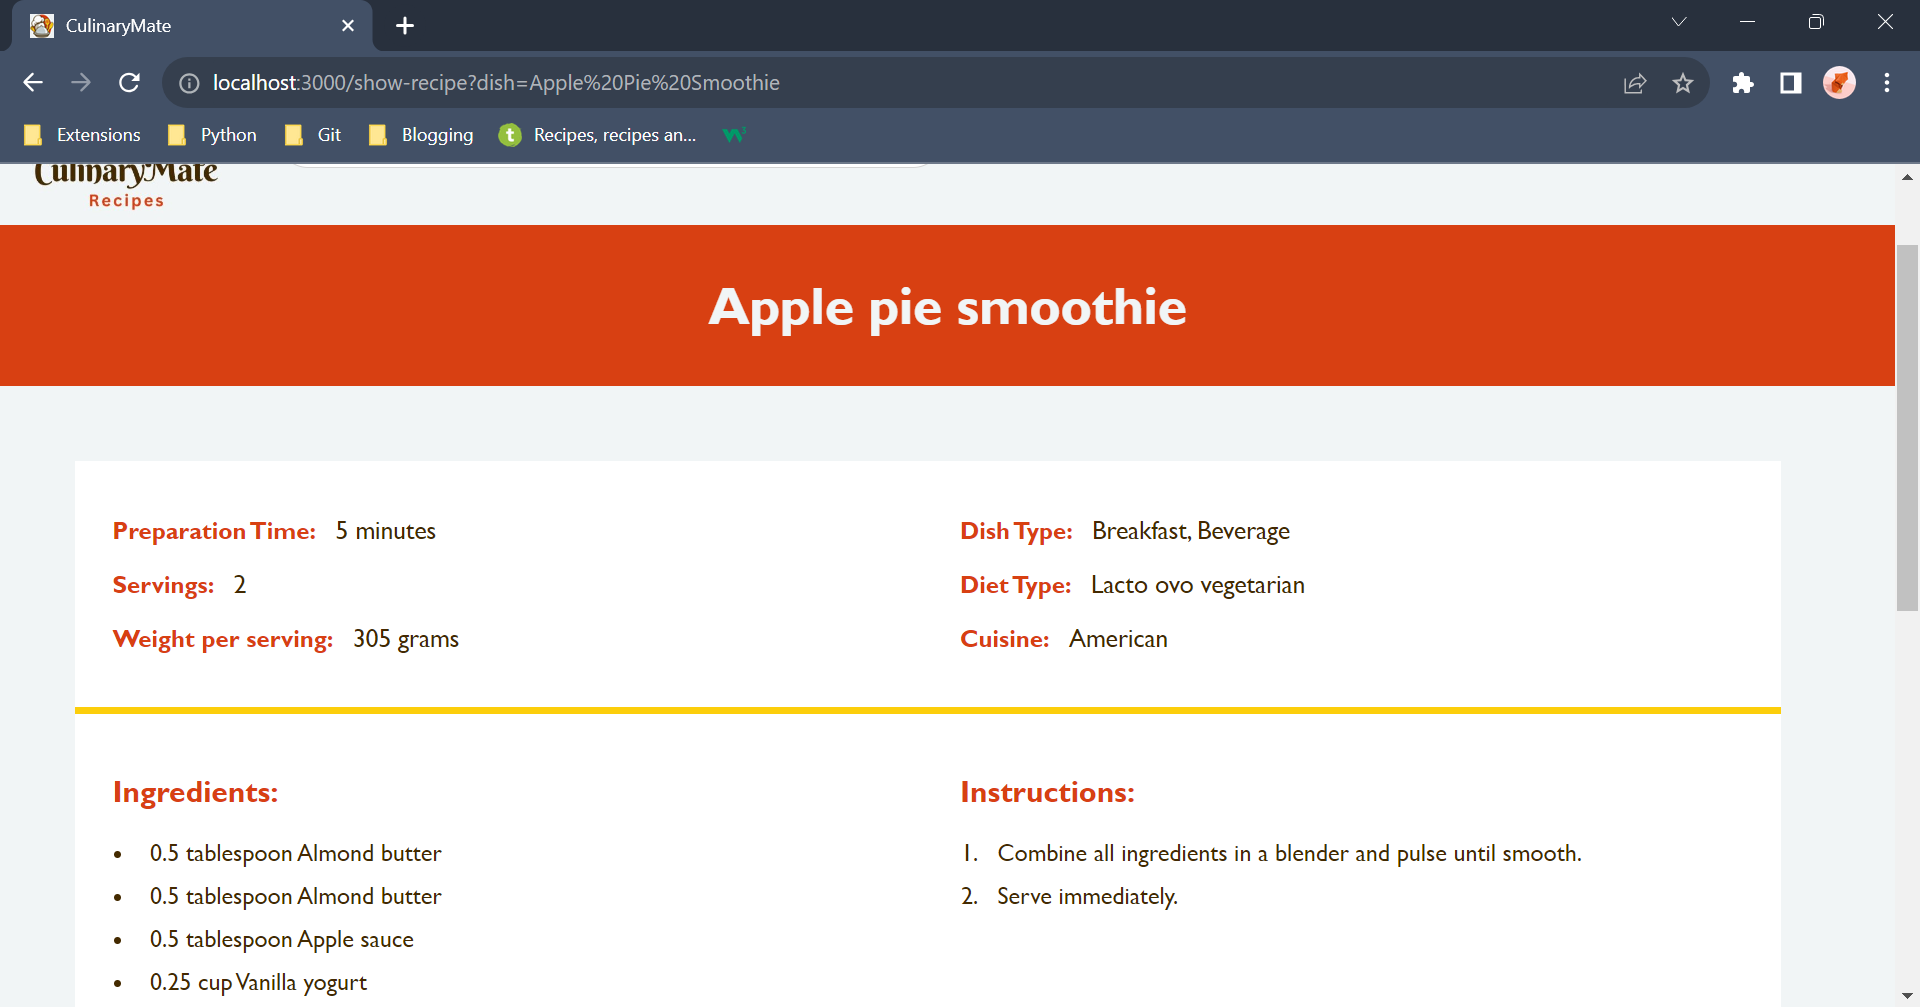 CulinaryMate
localhost:3000/show-recipe?dish=Apple%20Pie%20Smoothie
Extensions Python Git Blogging Recipes, recipes an...
CulinaryMate
Recipes
Apple pie smoothie
Preparation Time: 5 minutes
Dish Type: Breakfast, Beverage
Servings: 2
Diet Type: Lacto ovo vegetarian
Weight per serving: 305 grams
Cuisine: American
Ingredients:
• 0.5 tablespoon Almond butter
• 0.5 tablespoon Almond butter
• 0.5 tablespoon Apple sauce
• 0.25 cup Vanilla yogurt
Instructions:
1. Combine all ingredients in a blender and pulse until smooth.
2. Serve immediately.